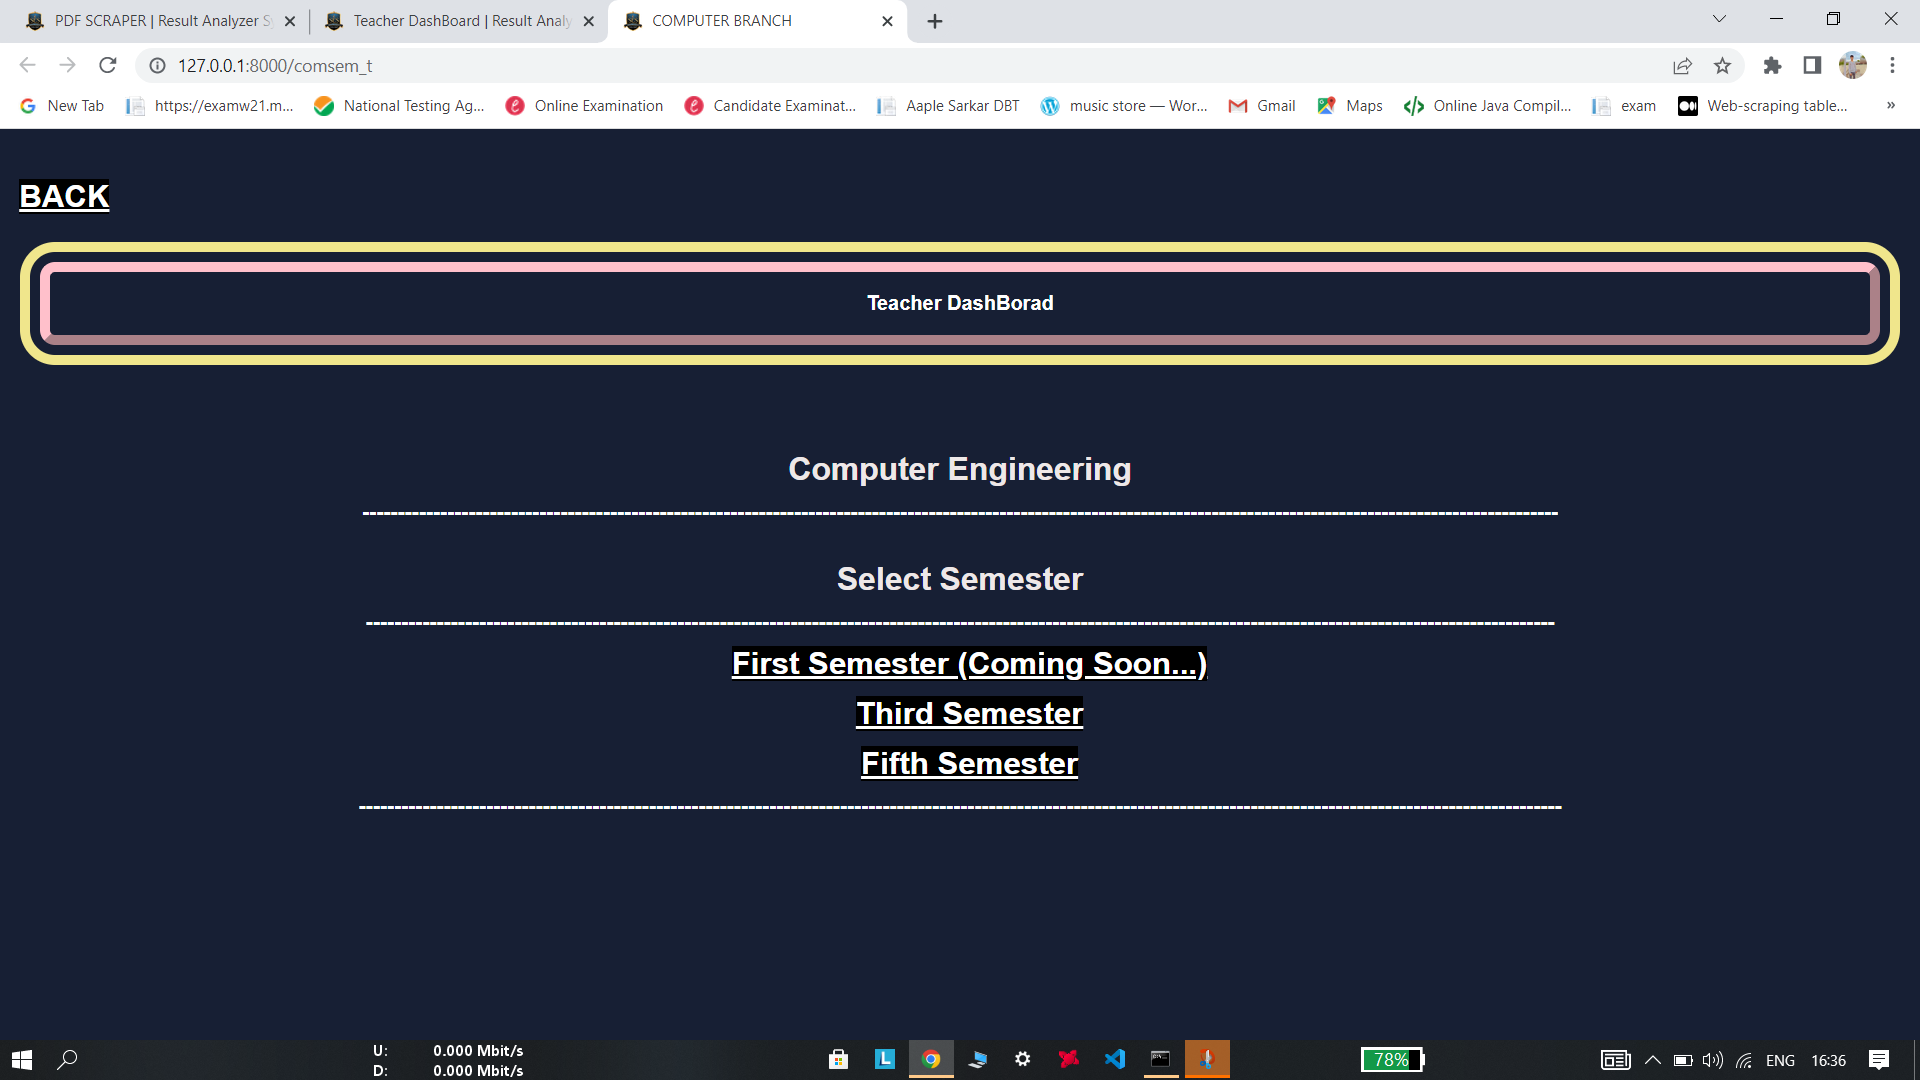 PDF SCRAPER | Result Analyzer S
Teacher DashBoard | Result Analy
COMPUTER BRANCH
127.0.0.1:8000/comsem_t
New Tab
https://examw21.m...
National Testing Ag...
Online Examination
Candidate Examinat...
Aaple Sarkar DBT
music store — Wor...
Gmail
Maps
Online Java Compil...
exam
Web-scraping table...
»
BACK
Teacher DashBorad
Computer Engineering
Select Semester
First Semester (Coming Soon...)
Third Semester
Fifth Semester
U: 0.000 Mbit/s
D: 0.000 Mbit/s
L
78%
ENG
16:36